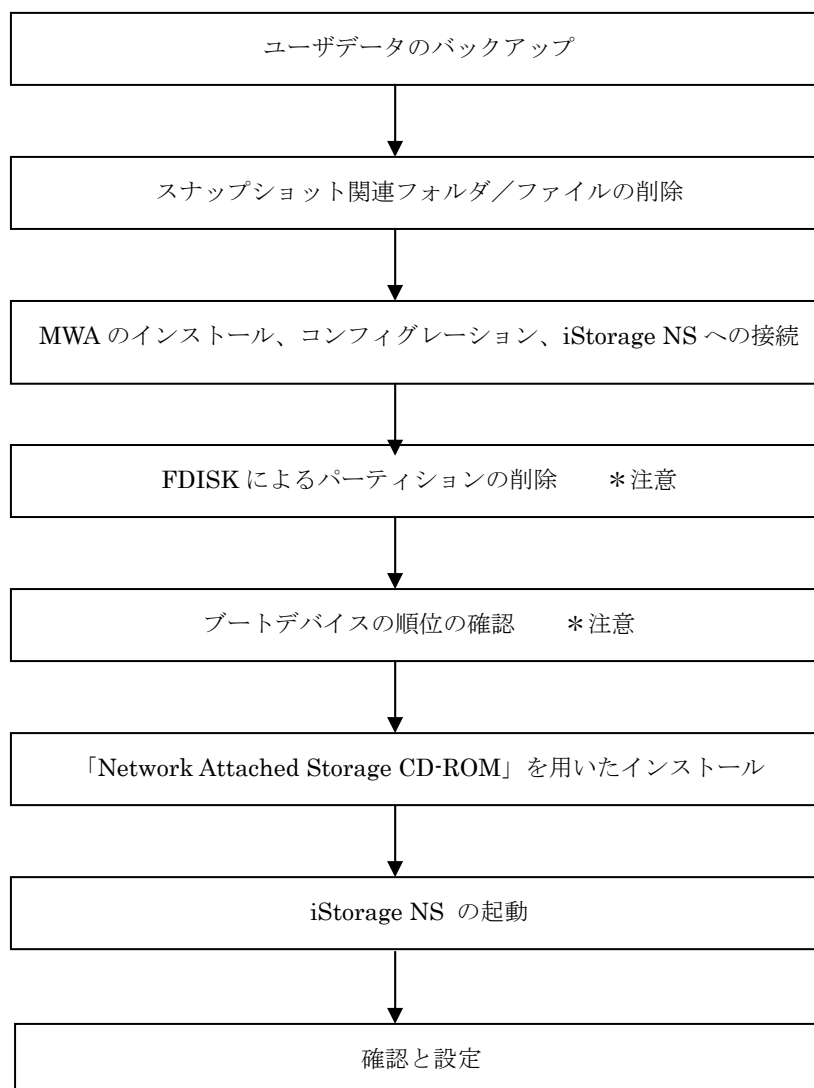 ユーザデータのバックアップ
スナップショット関連フォルダ／ファイルの削除
MWA のインストール、コンフィグレーション、iStorage NS への接続
FDISK によるパーティションの削除　　＊注意
ブートデバイスの順位の確認　　＊注意
「Network Attached Storage CD-ROM」を用いたインストール
iStorage NS の起動
確認と設定